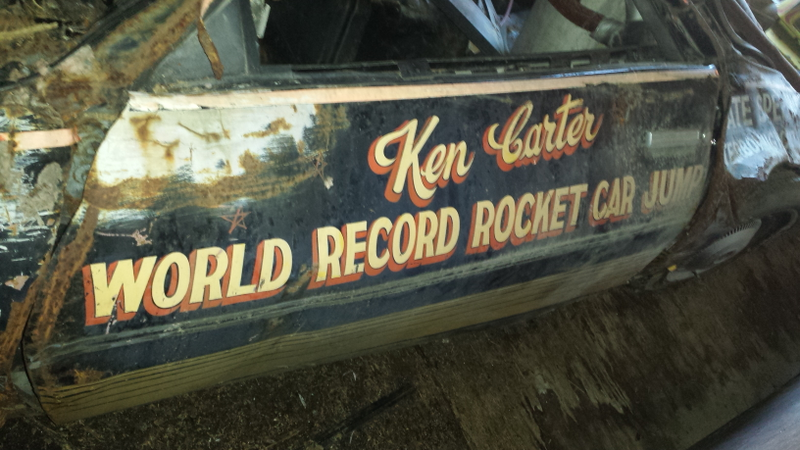 Ken Carter
WORLD RECORD ROCKET CAR JUMP